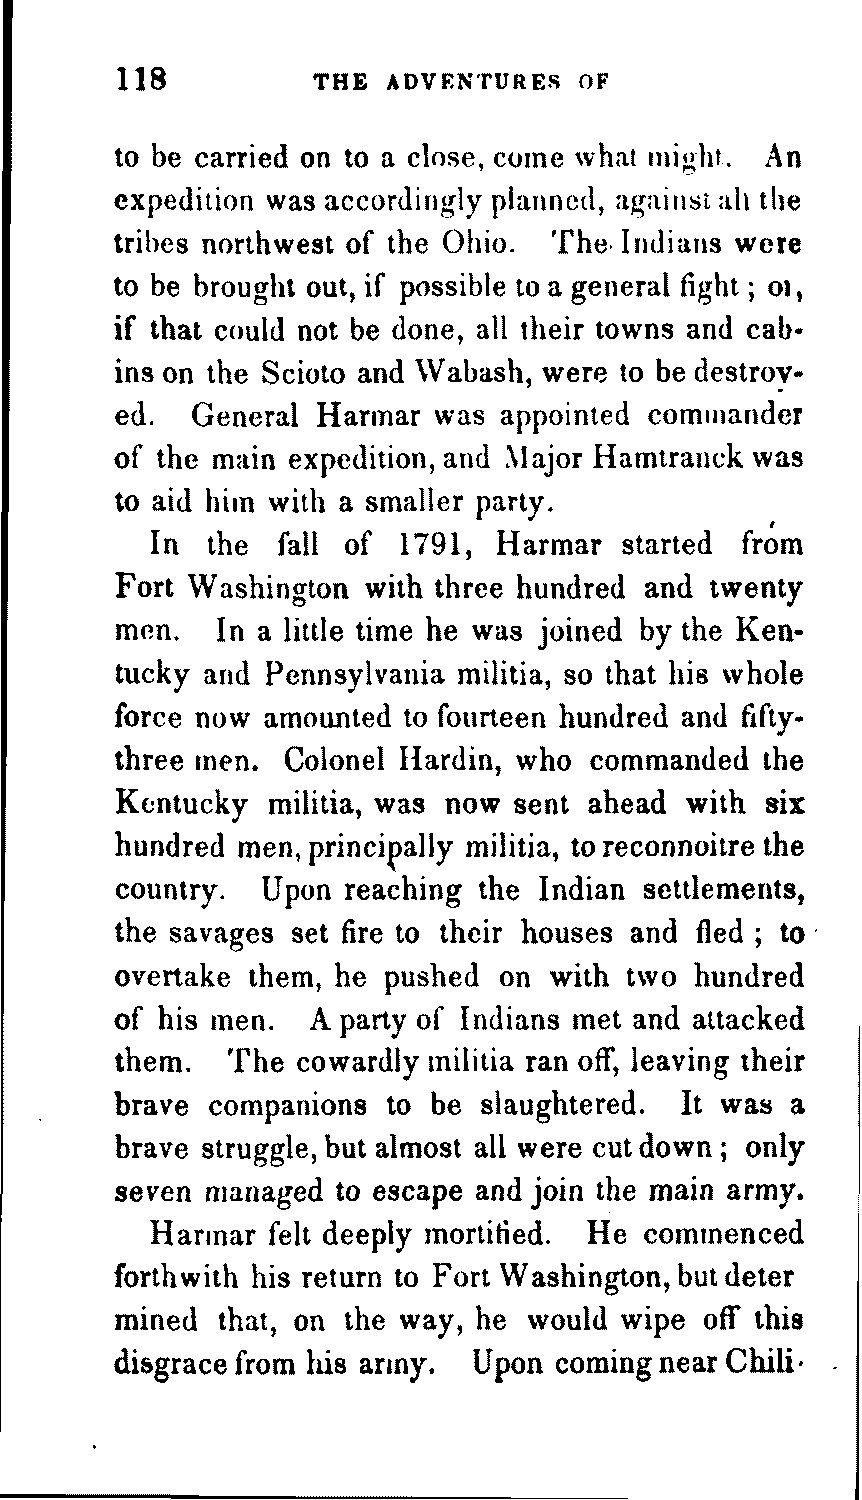 118 THE ADVENTURES OF
to be carried on to a close, come what might. An
expedition was accordingly planned, against all the
tribes northwest of the Ohio. The Indians were
to be brought out, if possible to a general fight; or,
if that could not be done, all their towns and cab-
ins on the Scioto and Wabash, were to be destroy-
ed. General Harmar was appointed commander
of the main expedition, and Major Hamtranck was
to aid him with a smaller party.
In the fall of 1791, Harmar started from
Fort Washington with three hundred and twenty
men. In a little time he was joined by the Ken-
tucky and Pennsylvania militia, so that his whole
force now amounted to fourteen hundred and fifty-
three men. Colonel Hardin, who commanded the
Kentucky militia, was now sent ahead with six
hundred men, principally militia, to reconnoitre the
country. Upon reaching the Indian settlements,
the savages set fire to their houses and fled; to
overtake them, he pushed on with two hundred
of his men. A party of Indians met and attacked
them. The cowardly militia ran off, leaving their
brave companions to be slaughtered. It was a
brave struggle, but almost all were cut down; only
seven managed to escape and join the main army.
Harmar felt deeply mortified. He commenced
forthwith his return to Fort Washington, but deter
mined that, on the way, he would wipe off this
disgrace from his army. Upon coming near Chili-